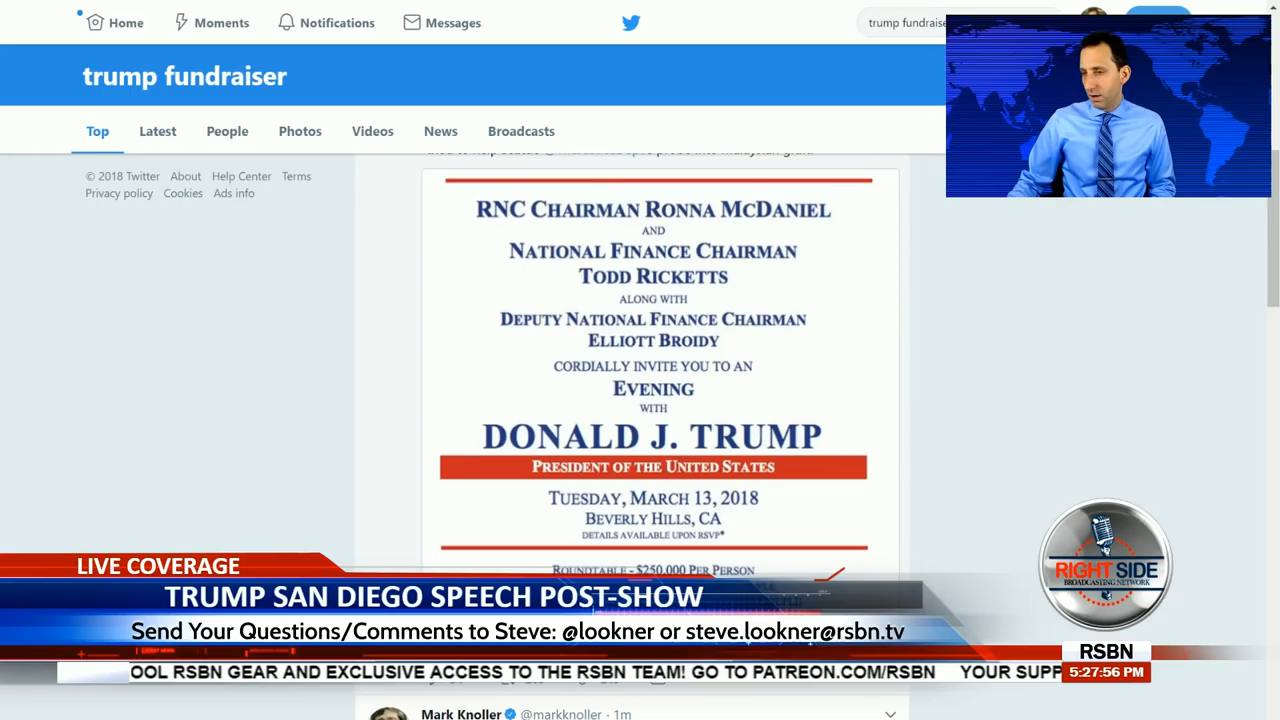 Home
Moments
Notifications
Messages
trump fundraise
trump fundraiser
Top
Latest
People
Photos
Videos
News
Broadcasts
© 2018 Twitter About Help Center Terms
Privacy policy Cookies Ads info
RNC CHAIRMAN RONNA MCDANIEL
AND
NATIONAL FINANCE CHAIRMAN
TODD RICKETTS
ALONG WITH
DEPUTY NATIONAL FINANCE CHAIRMAN
ELLIOTT BROIDY
CORDIALLY INVITE YOU TO AN
EVENING
WITH
DONALD J. TRUMP
PRESIDENT OF THE UNITED STATES
TUESDAY, MARCH 13, 2018
BEVERLY HILLS, CA
DETAILS AVAILABLE UPON RSVP*
ROUNDTABLE - $250,000 PER PERSON
LIVE COVERAGE
TRUMP SAN DIEGO SPEECH POST-SHOW
Send Your Questions/Comments to Steve: @lookner or steve.lookner@rsbn.tv
RIGHT SIDE
BROADCASTING NETWORK
RSBN
5:27:56 PM
OOL RSBN GEAR AND EXCLUSIVE ACCESS TO THE RSBN TEAM! GO TO PATREON.COM/RSBN YOUR SUPP
Mark Knoller @markknoller · 1m